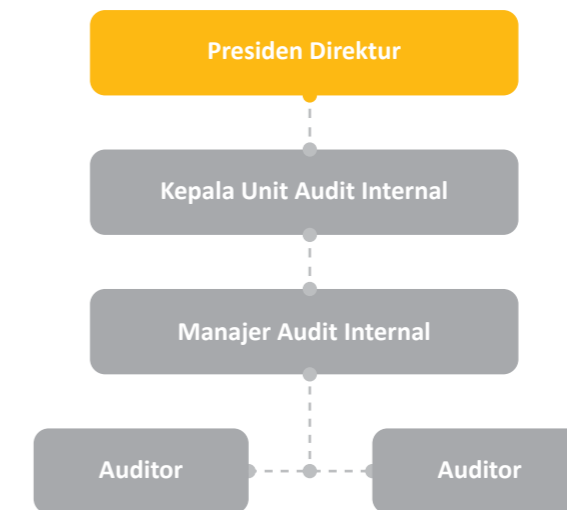 Presiden Direktur
Kepala Unit Audit Internal
Manajer Audit Internal
Auditor
Auditor